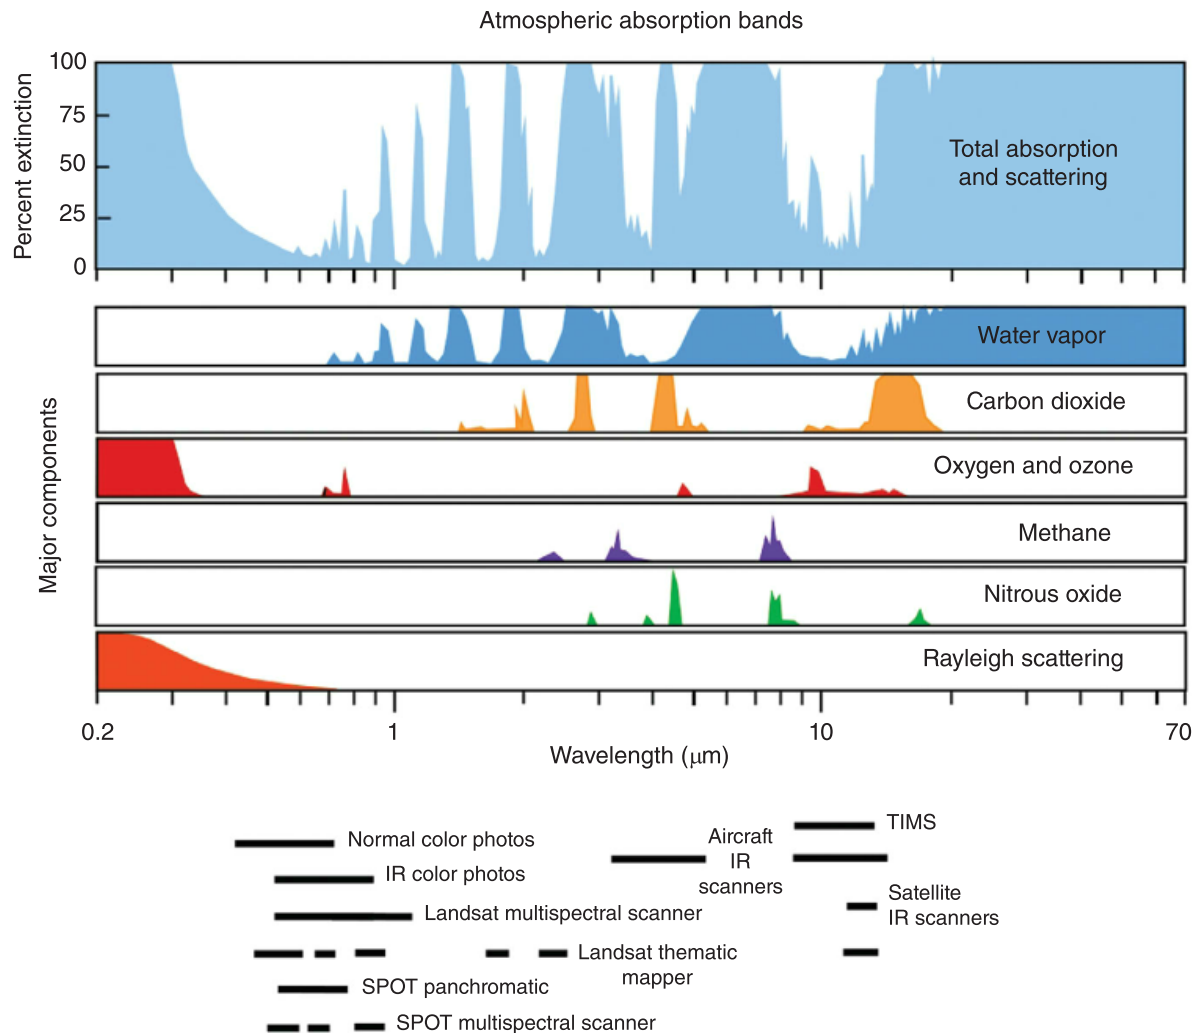 Atmospheric absorption bands
Percent extinction
100
75
50
25
0
Total absorption
and scattering
Major components
Water vapor
Carbon dioxide
Oxygen and ozone
Methane
Nitrous oxide
Rayleigh scattering
0.2
1
10
70
Wavelength (μm)
Normal color photos
IR color photos
Landsat multispectral scanner
Landsat thematic
mapper
SPOT panchromatic
SPOT multispectral scanner
Aircraft
IR
scanners
TIMS
Satellite
IR scanners